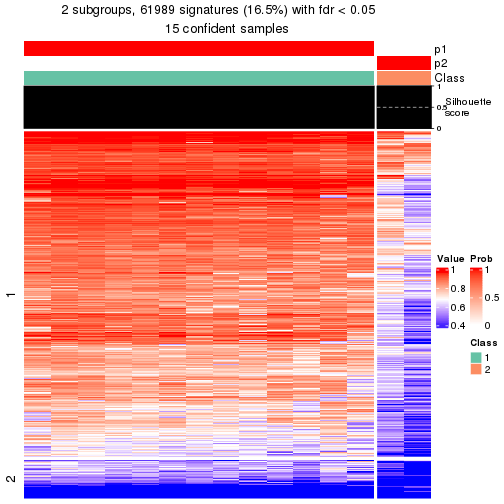 2 subgroups, 61989 signatures (16.5%) with fdr < 0.05
15 confident samples
p1
p2
Class
1
0.5
0
Silhouette
score
1
2
Value
1
0.8
0.6
0.4
Prob
1
0.5
0
Class
1
2